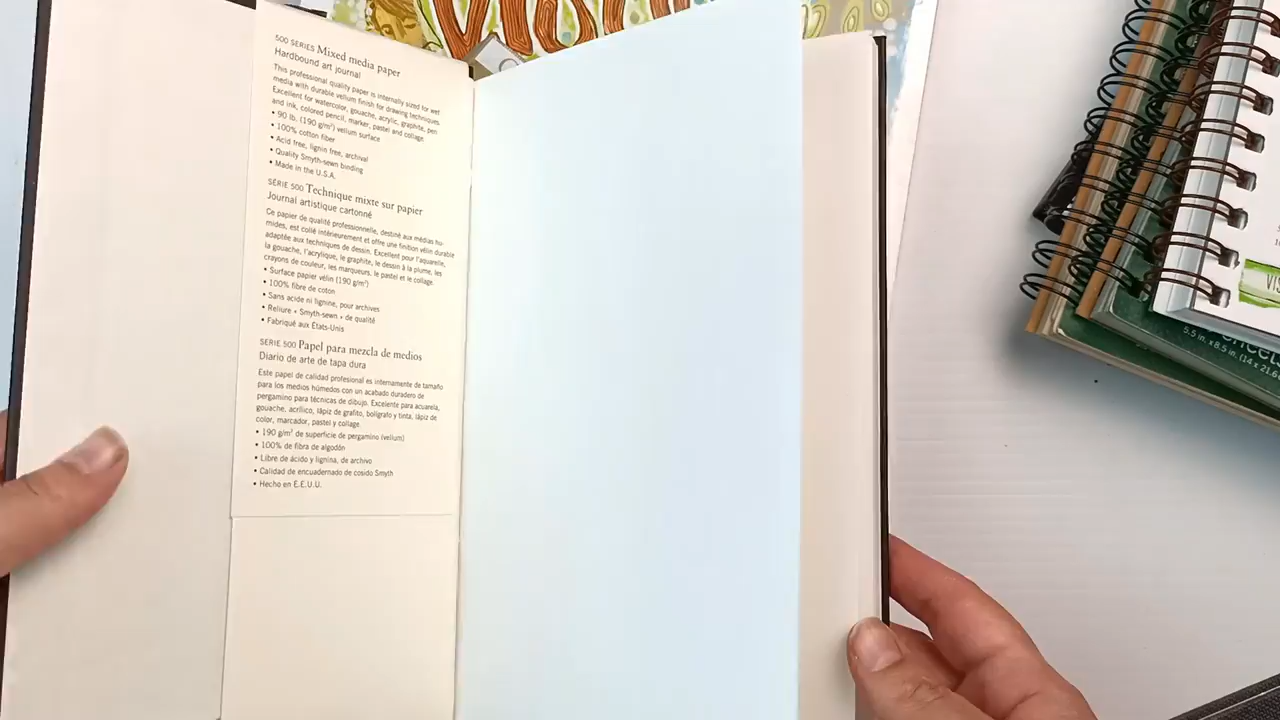 Visu
500 SERIES Mixed media paper
Hardbound art journal
This professional quality paper is internally sized for wet
media with durable vellum finish for drawing techniques.
Excellent for watercolor, gouache, acrylic, graphite, pen
and ink, colored pencil, marker, pastel and collage.
• 90 lb. (190 g/m²) vellum surface
• 100% cotton fiber
• Acid free, lignin free, archival
• Quality Smyth-sewn binding
• Made in the U.S.A.
SÉRIE 500 Technique mixte sur papier
Journal artistique cartonné
Ce papier de qualité professionnelle, destiné aux médias hu-
mides, est collé intérieurement et offre une finition vélin durable
adaptée aux techniques de dessin. Excellent pour l'aquarelle,
la gouache, l'acrylique, le graphite, le dessin à la plume, les
crayons de couleur, les marqueurs, le pastel et le collage.
• Surface papier vélin (190 g/m²)
• 100% fibre de coton
• Sans acide ni lignine, pour archives
• Reliure « Smyth-sewn » de qualité
• Fabriqué aux États-Unis
SERIE 500 Papel para mezcla de medios
Diario de arte de tapa dura
Este papel de calidad profesional es internamente de tamaño
para los medios húmedos con un acabado duradero de
pergamino para técnicas de dibujo. Excelente para acuarela,
gouache, acrílico, lápiz de grafito, bolígrafo y tinta, lápiz de
color, marcador, pastel y collage.
• 190 g/m² de superficie de pergamino (vellum)
• 100% de fibra de algodón
• Libre de ácido y lignina, de archivo
• Calidad de encuadernado de cosido Smyth
• Hecho en E.E.U.U.
VIS
5.5 in. x 8.5 in. (14 x 21.6